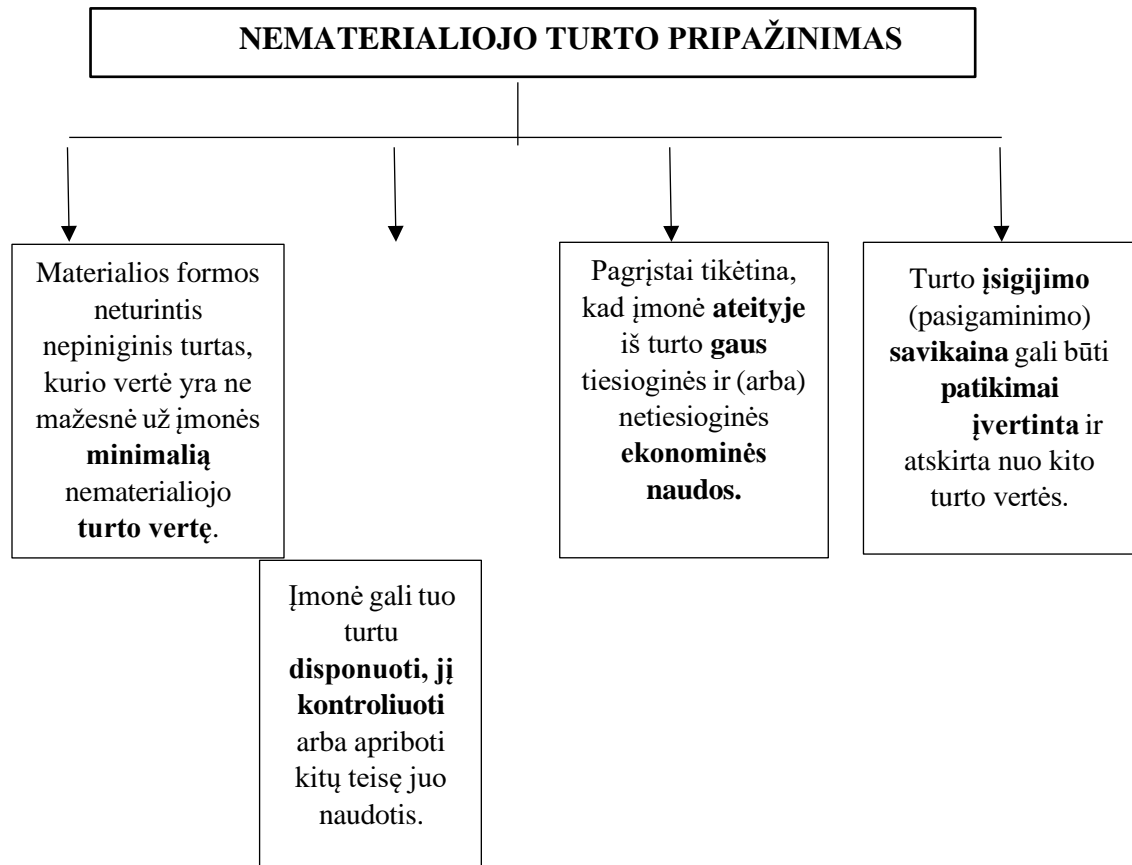 NEMATERIALIOJO TURTO PRIPAŽINIMAS
Materialios formos
neturintis
nepiniginis turtas,
kurio vertė yra ne
mažesnė už įmonės
minimalią
nematerialiojo
turto vertę.
Įmonė gali tuo
turtu
disponuoti, jį
kontroliuoti
arba apriboti
kitų teisę juo
naudotis.
Pagrįstai tikėtina,
kad įmonė ateityje
iš turto gaus
tiesioginės ir (arba)
netiesioginės
ekonominės
naudos.
Turto įsigijimo
(pasigaminimo)
savikaina gali būti
patikimai
įvertinta ir
atskirta nuo kito
turto vertės.